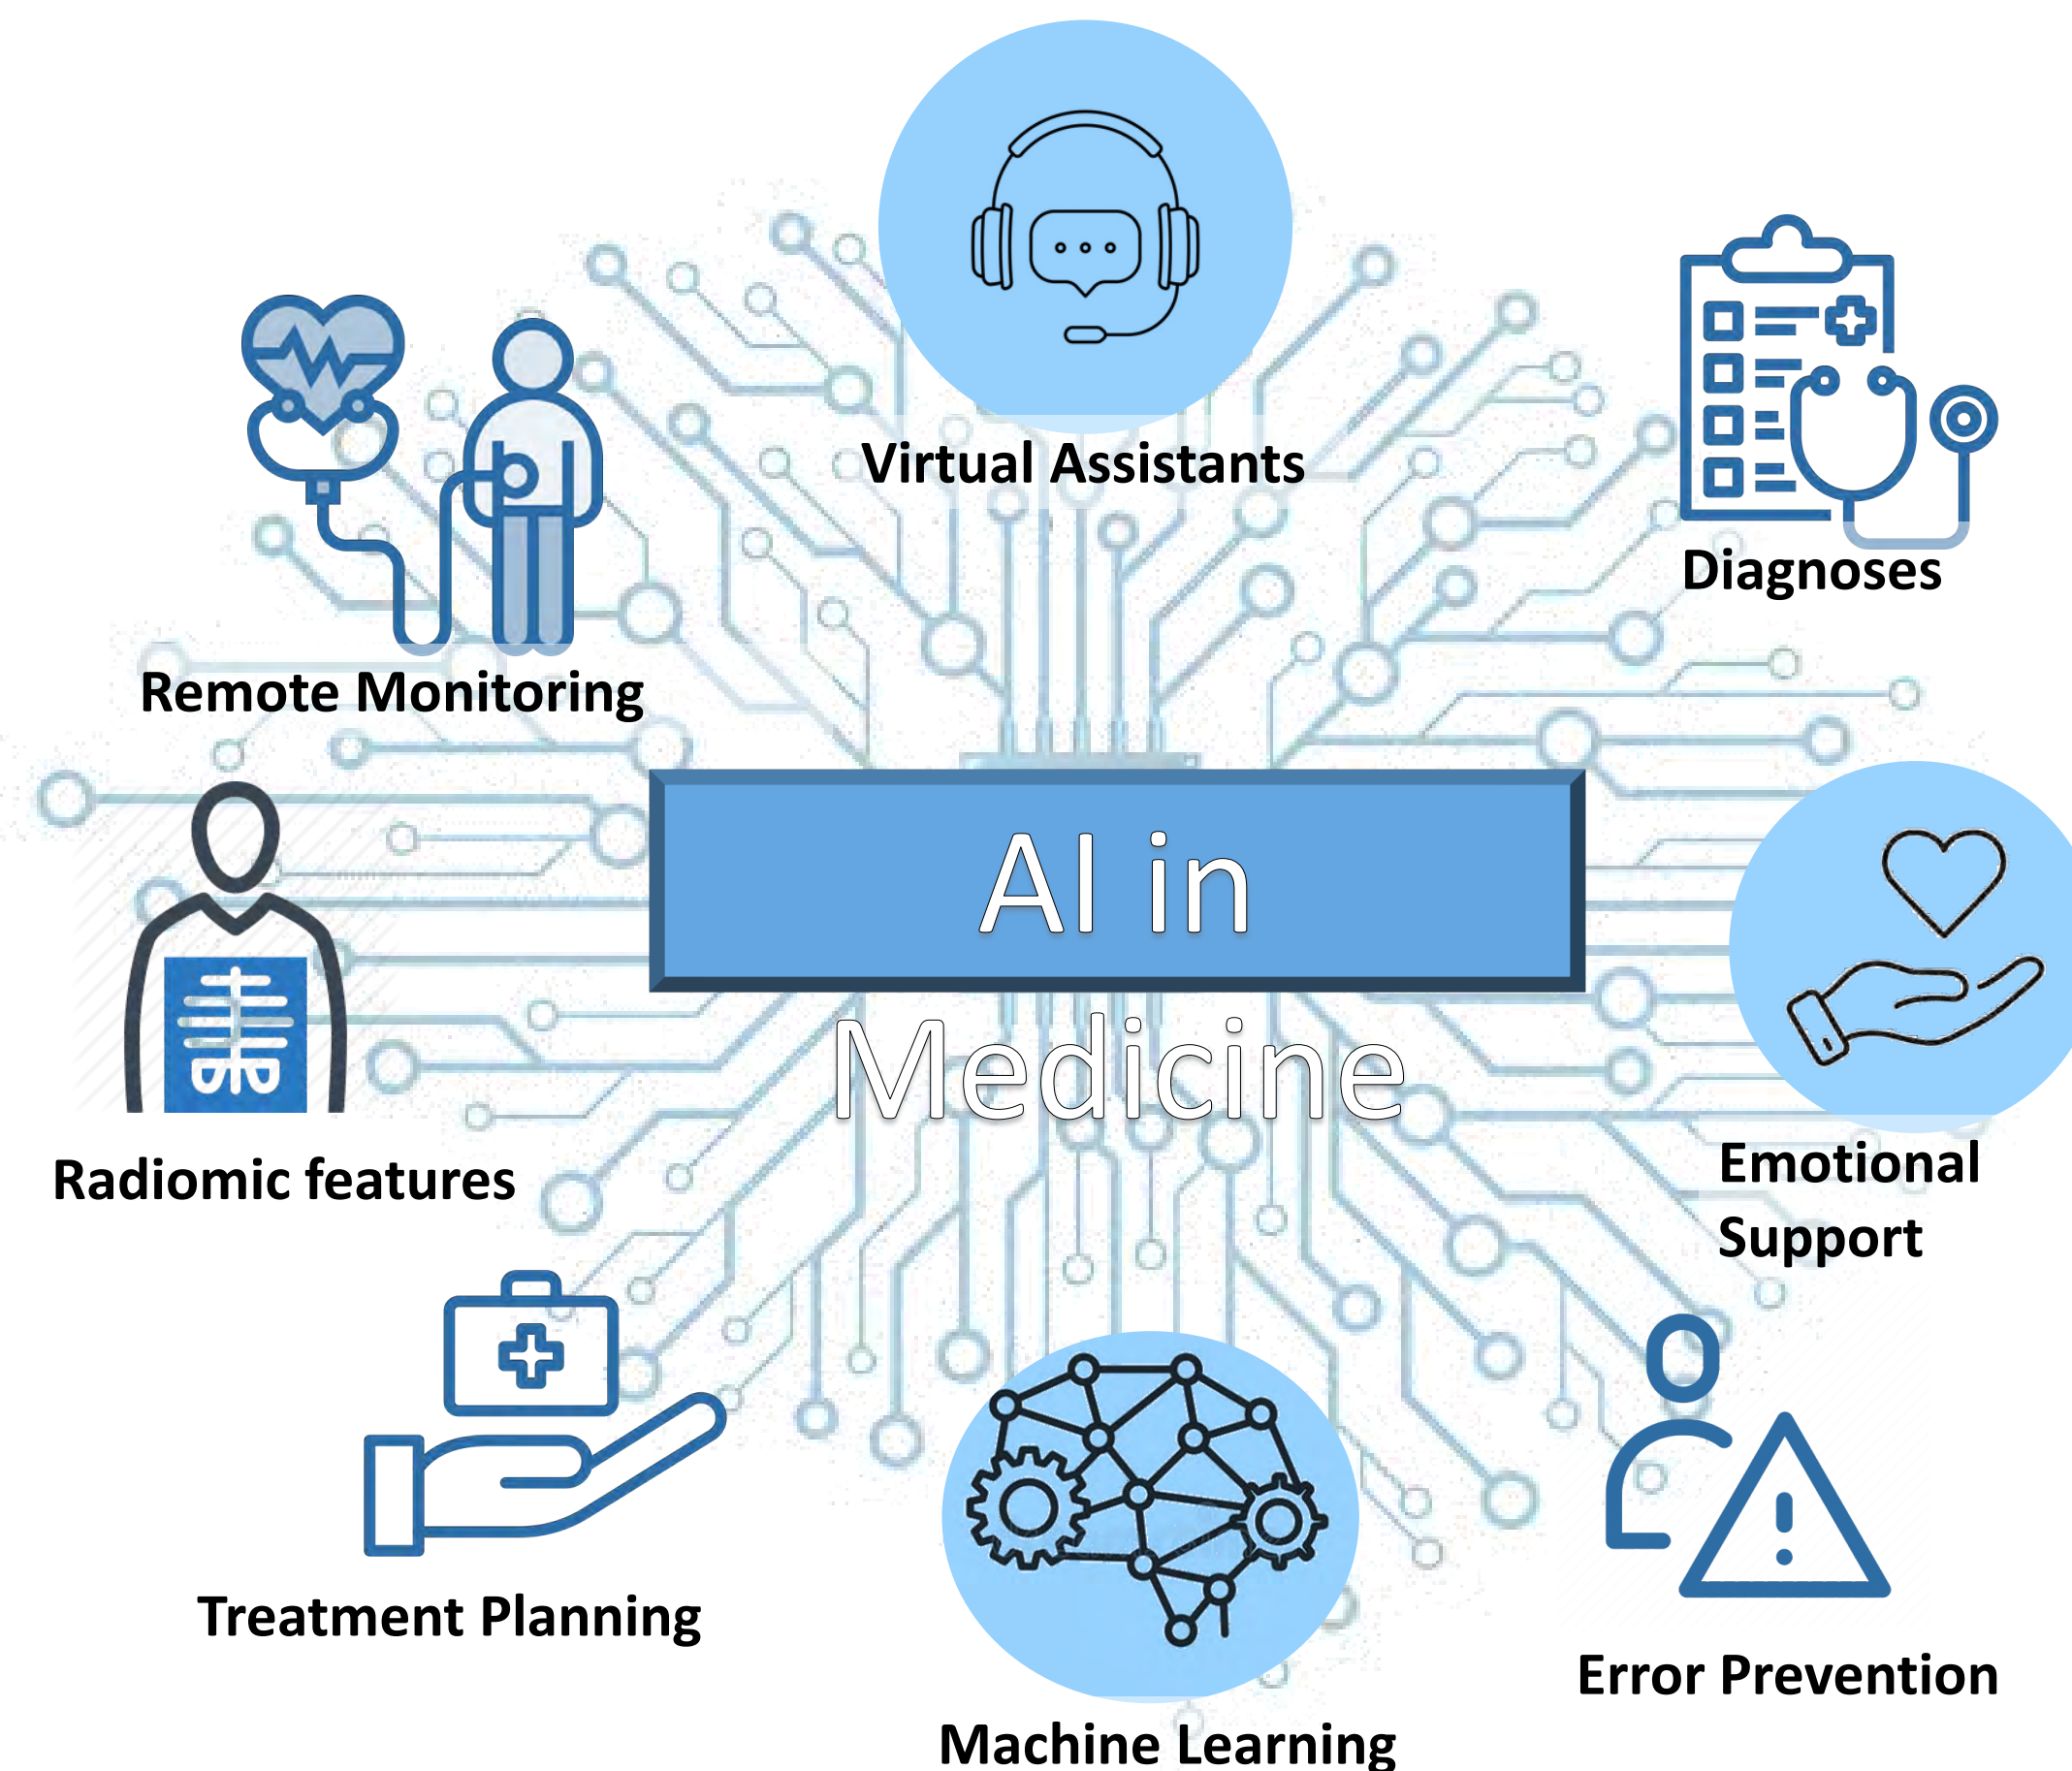 Virtual Assistants
Diagnoses
Remote Monitoring
AI in
Medicine
Emotional
Support
Radiomic features
Treatment Planning
Error Prevention
Machine Learning